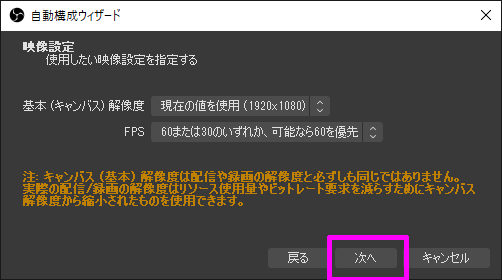 自動構成ウィザード
映像設定
使用したい映像設定を指定する
基本 (キャンバス) 解像度 現在の値を使用 (1920x1080)
FPS 60または30のいずれか、可能なら60を優先
注: キャンバス (基本) 解像度は配信や録画の解像度と必ずしも同じではありません。
実際の配信/録画の解像度はリソース使用量やビットレート要求を減らすためにキャンバス
解像度から縮小されたものを使用できます。
戻る 次へ キャンセル